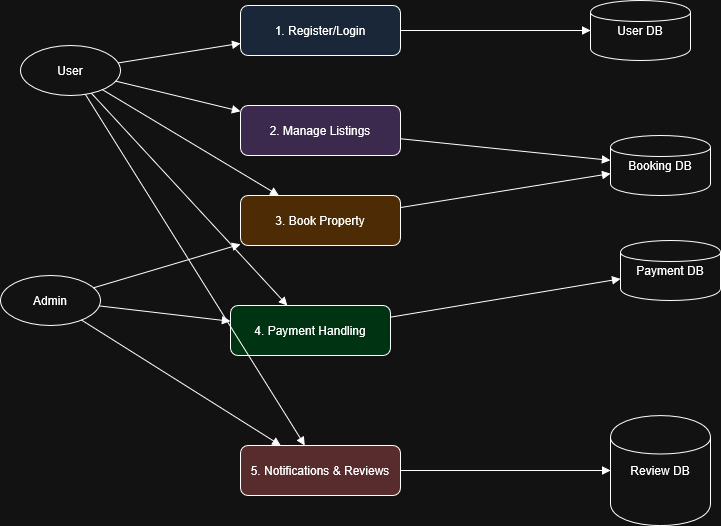 1. Register/Login
User DB
User
2. Manage Listings
Booking DB
3. Book Property
Payment DB
Admin
4. Payment Handling
5. Notifications & Reviews
Review DB